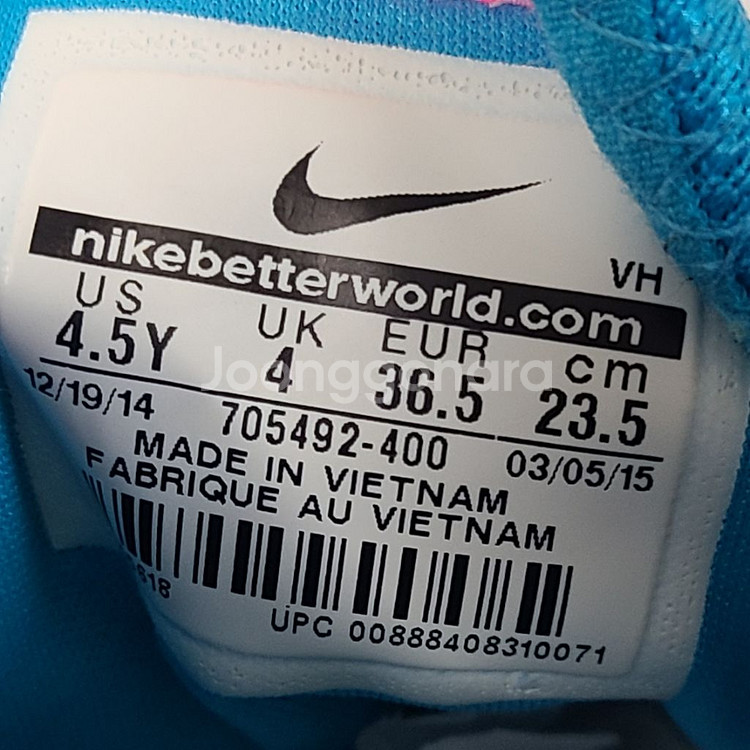 VH
nikebetterworld.com
US UK EUR cm
4.5Y 4 36.5 23.5
12/19/14 705492-400 03/05/15
MADE IN VIETNAM
FABRIQUE AU VIETNAM
UPC 00888408310071
Joonggonara